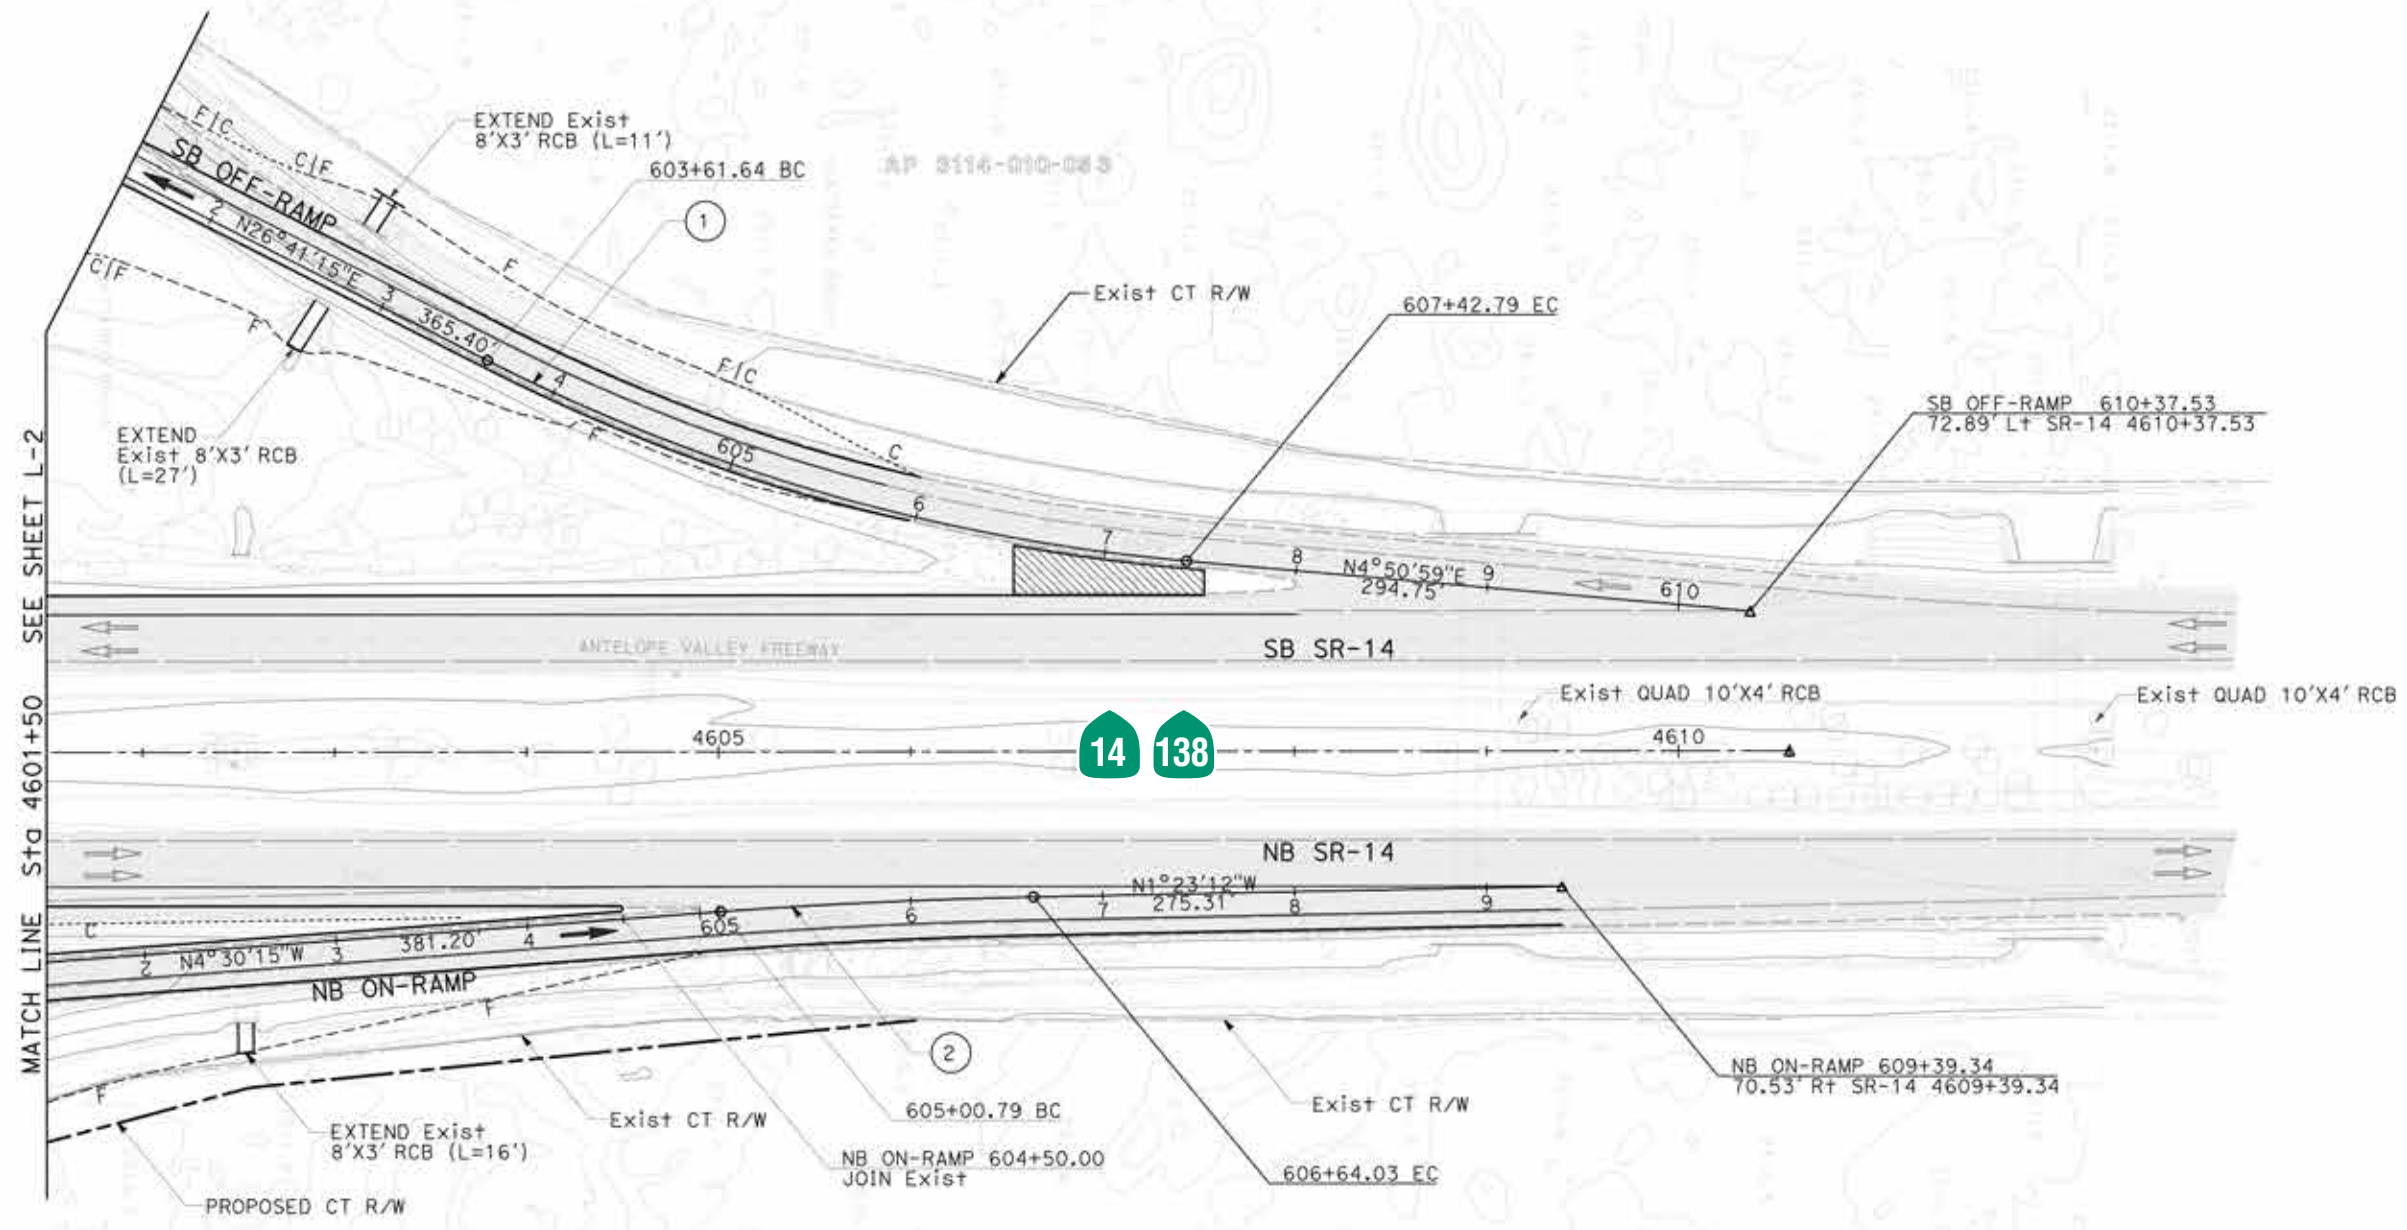 EXTEND Exist
8'X3' RCB (L=11')
603+61.64 BC
1
AP 3114-010-
F|C
C|F
SB OFF-RAMP
2
N26°41'15"E
3
365.40'
4
605
6
7
8
9
610
F
F|C
C
C|F
F
F
Exist CT R/W
607+42.79 EC
SB OFF-RAMP 610+37.53
72.89' Lt SR-14 4610+37.53
EXTEND
Exist 8'X3' RCB
(L=27')
N4°50'59"E
294.75'
ANTELOPE VALLEY FREEWAY
SB SR-14
Exist QUAD 10'X4' RCB
Exist QUAD 10'X4' RCB
4605
14
138
4610
NB SR-14
N1°23'12"W
275.31'
C
2
N4°30'15"W
3
381.20'
4
605
6
7
8
9
NB ON-RAMP
F
F
2
NB ON-RAMP 609+39.34
70.53' Rt SR-14 4609+39.34
605+00.79 BC
Exist CT R/W
Exist CT R/W
EXTEND Exist
8'X3' RCB (L=16')
NB ON-RAMP 604+50.00
JOIN Exist
606+64.03 EC
PROPOSED CT R/W
MATCH LINE Sta 4601+50 SEE SHEET L-2